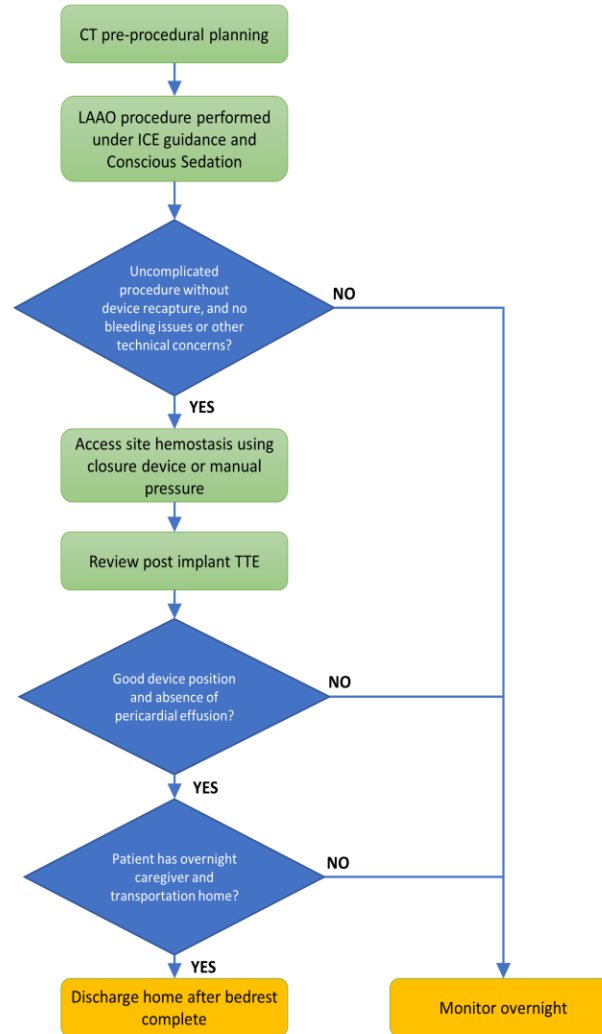 CT pre-procedural planning
LAAO procedure performed
under ICE guidance and
Conscious Sedation
Uncomplicated
procedure without
device recapture, and no
bleeding issues or other
technical concerns?
NO
YES
Access site hemostasis using
closure device or manual
pressure
Review post implant TTE
Good device position
and absence of
pericardial effusion?
NO
YES
Patient has overnight
caregiver and
transportation home?
NO
YES
Discharge home after bedrest
complete
Monitor overnight